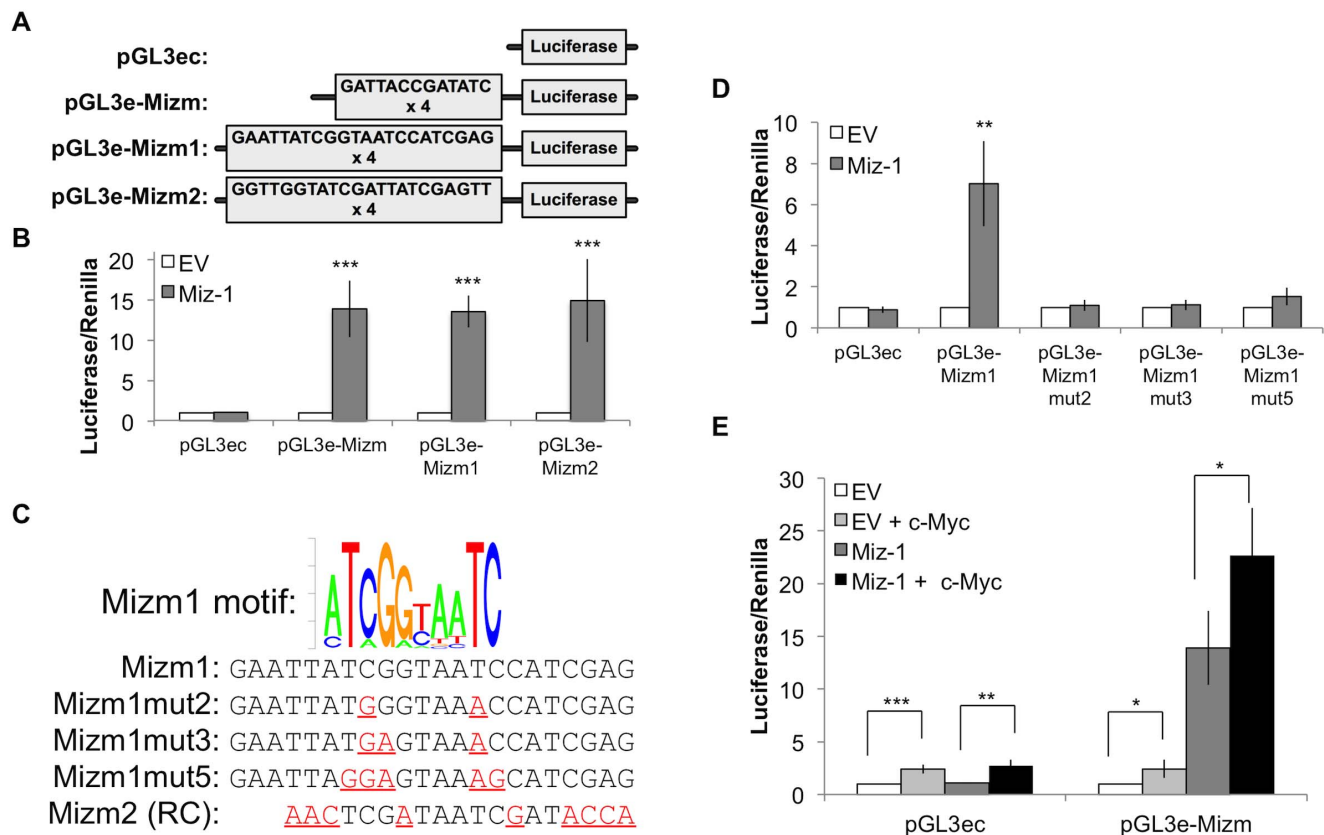 A
pGL3ec:
Luciferase
pGL3e-Mizm:
GATTACCGATATC
x 4
Luciferase
pGL3e-Mizm1:
GAATTATCGGTAATCCATCGAG
x 4
Luciferase
pGL3e-Mizm2:
GGTTGGTATCGATTATCGAGTT
x 4
Luciferase
B
Luciferase/Renilla
20
15
10
5
0
EV
Miz-1
***
***
***
pGL3ec
pGL3e-Mizm
pGL3e-
Mizm1
pGL3e-
Mizm2
C
Mizm1 motif:
ATCGGTAATC
Mizm1: GAATTATCGGTAATCCATCGAG
Mizm1mut2: GAATTATGGGTAAACCATCGAG
Mizm1mut3: GAATTATGAGTAAACCATCGAG
Mizm1mut5: GAATTAGGAGTAAAGCATCGAG
Mizm2 (RC): AACTCGATAATCGATACCA
D
Luciferase/Renilla
10
8
6
4
2
0
EV
Miz-1
**
pGL3ec
pGL3e-
Mizm1
pGL3e-
Mizm1
mut2
pGL3e-
Mizm1
mut3
pGL3e-
Mizm1
mut5
E
Luciferase/Renilla
30
25
20
15
10
5
0
EV
EV + c-Myc
Miz-1
Miz-1 + c-Myc
***
**
*
*
pGL3ec
pGL3e-Mizm